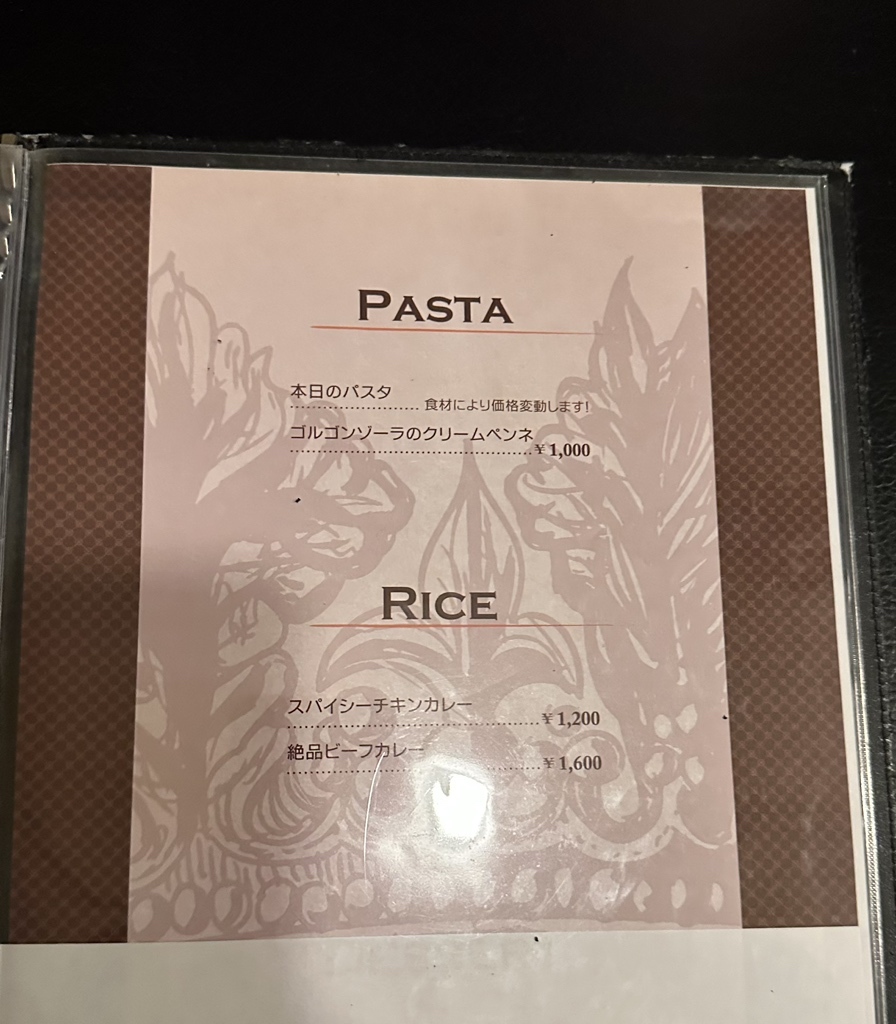 PASTA
本日のパスタ
.................... 食材により価格変動します!
ゴルゴンゾーラのクリームペンネ
......................................¥1,000
RICE
スパイシーチキンカレー
.......................................¥1,200
絶品ビーフカレー
.......................................¥1,600